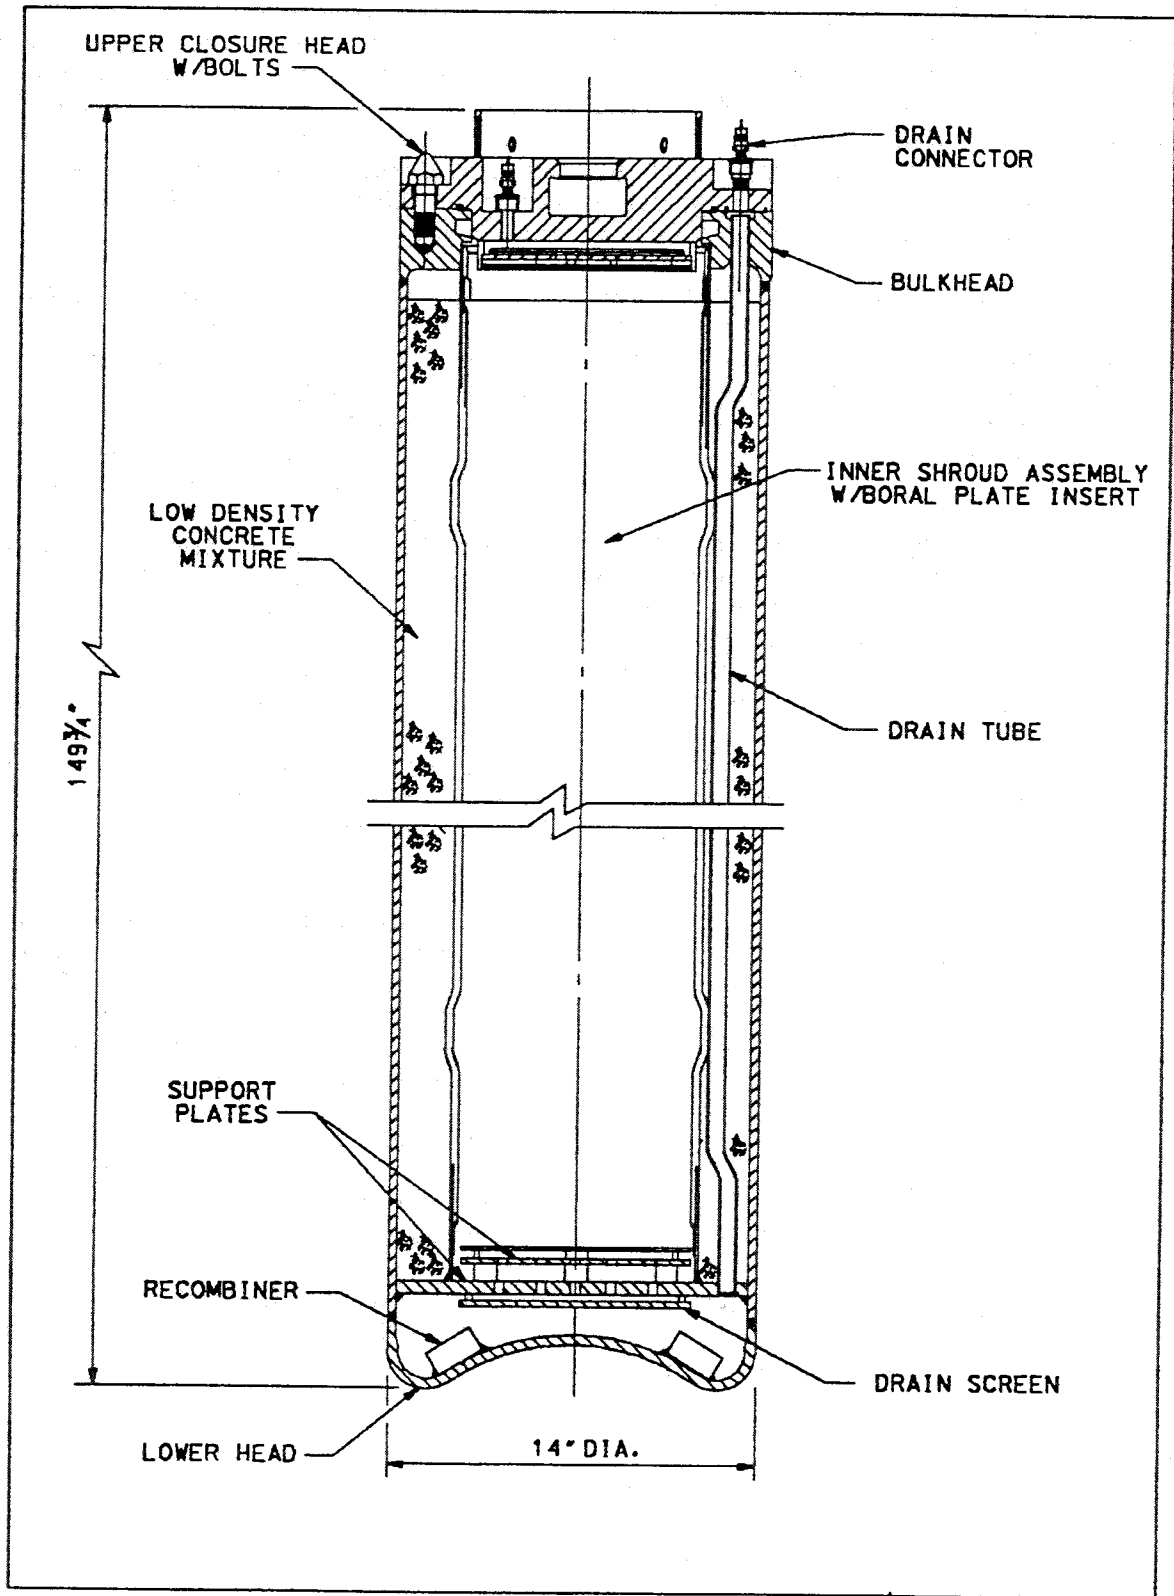 UPPER CLOSURE HEAD
W/BOLTS
DRAIN
CONNECTOR
BULKHEAD
INNER SHROUD ASSEMBLY
W/BORAL PLATE INSERT
LOW DENSITY
CONCRETE
MIXTURE
149¾"
DRAIN TUBE
SUPPORT
PLATES
RECOMBINER
DRAIN SCREEN
LOWER HEAD
14" DIA.